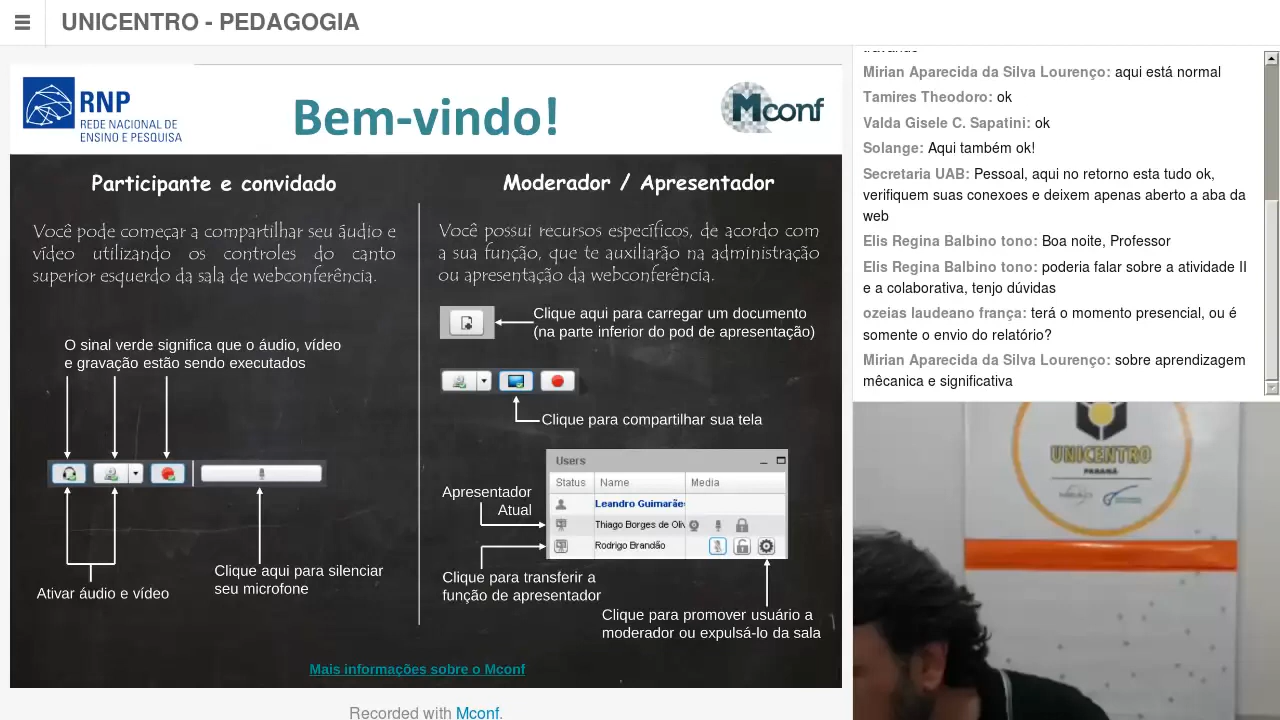 UNICENTRO - PEDAGOGIA
RNP
REDE NACIONAL DE
ENSINO E PESQUISA
Bem-vindo!
Mconf
Participante e convidado
Você pode começar a compartilhar seu áudio e
vídeo utilizando os controles do canto
superior esquerdo da sala de webconferência.
O sinal verde significa que o áudio, vídeo
e gravação estão sendo executados
Ativar áudio e vídeo
Clique aqui para silenciar
seu microfone
Moderador / Apresentador
Você possui recursos específicos, de acordo com
a sua função, que te auxiliarão na administração
ou apresentação da webconferência.
Clique aqui para carregar um documento
(na parte inferior do pod de apresentação)
Clique para compartilhar sua tela
Users
Status Name Media
Leandro Guimarães
Thiago Borges de Oliv
Rodrigo Brandão
Apresentador
Atual
Clique para transferir a
função de apresentador
Clique para promover usuário a
moderador ou expulsá-lo da sala
Mais informações sobre o Mconf
Recorded with Mconf.
Mirian Aparecida da Silva Lourenço: aqui está normal
Tamires Theodoro: ok
Valda Gisele C. Sapatini: ok
Solange: Aqui também ok!
Secretaria UAB: Pessoal, aqui no retorno esta tudo ok,
verifiquem suas conexoes e deixem apenas aberto a aba da
web
Elis Regina Balbino tono: Boa noite, Professor
Elis Regina Balbino tono: poderia falar sobre a atividade II
e a colaborativa, tenjo dúvidas
ozeias laudeano frança: terá o momento presencial, ou é
somente o envio do relatório?
Mirian Aparecida da Silva Lourenço: sobre aprendizagem
mêcanica e significativa
UNICENTRO
PARANÁ